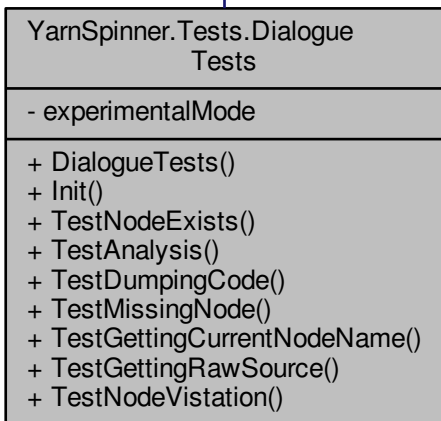 YarnSpinner.Tests.Dialogue
Tests
- experimentalMode
+ DialogueTests()
+ Init()
+ TestNodeExists()
+ TestAnalysis()
+ TestDumpingCode()
+ TestMissingNode()
+ TestGettingCurrentNodeName()
+ TestGettingRawSource()
+ TestNodeVistation()